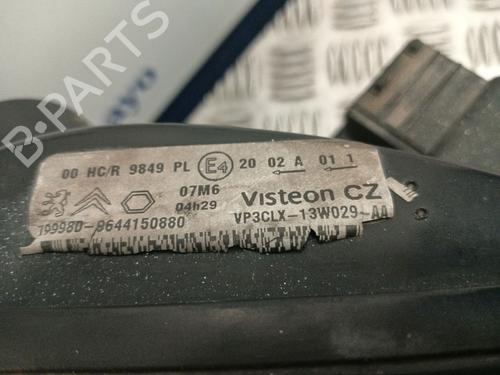 B-PARTS
00 HC/R 9849 PL E4 20 02 A 01 1
07M6
04h29
Visteon CZ
199980-9644150880
VP3CLX-13W029-AA